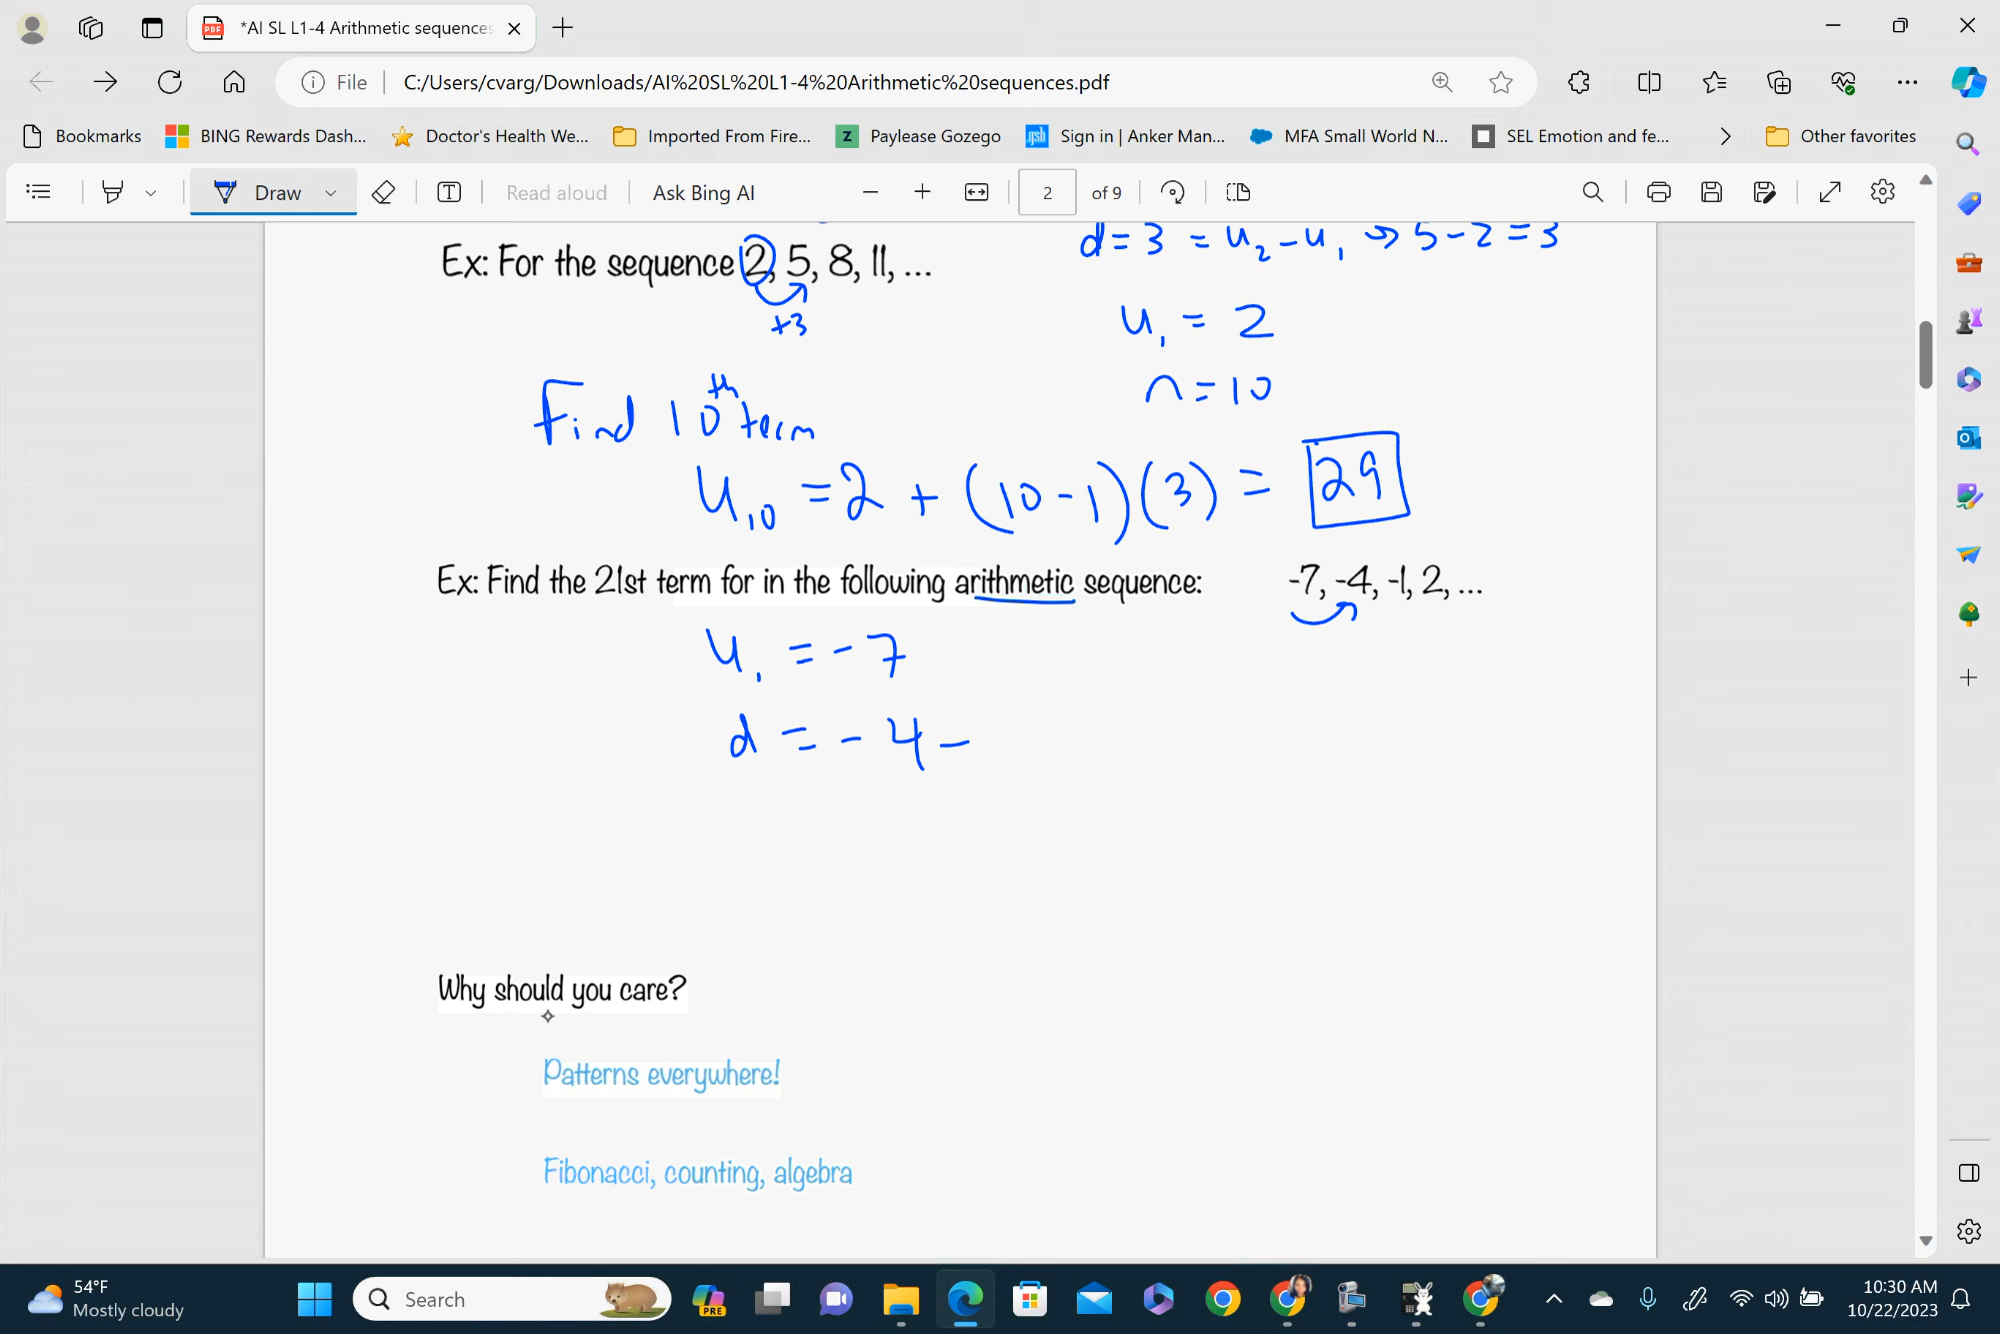 *AI SL L1-4 Arithmetic sequences
File C:/Users/cvarg/Downloads/AI%20SL%20L1-4%20Arithmetic%20sequences.pdf
Bookmarks BING Rewards Dash... Doctor's Health We... Imported From Fire... Z Paylease Gozego gsh Sign in | Anker Man... MFA Small World N... SEL Emotion and fe... Other favorites
Draw Read aloud Ask Bing AI 2 of 9
d = 3 = u₂ - u₁ → 5 - 2 = 3
Ex: For the sequence 2, 5, 8, 11, ...
+3
u₁ = 2
n = 10
Find 10th term
u₁₀ = 2 + (10 - 1)(3) = 29
Ex: Find the 21st term for in the following arithmetic sequence: -7, -4, -1, 2, ...
u₁ = -7
d = -4 -
Why should you care?
Patterns everywhere!
Fibonacci, counting, algebra
54°F
Mostly cloudy
Search
PRE
10:30 AM
10/22/2023